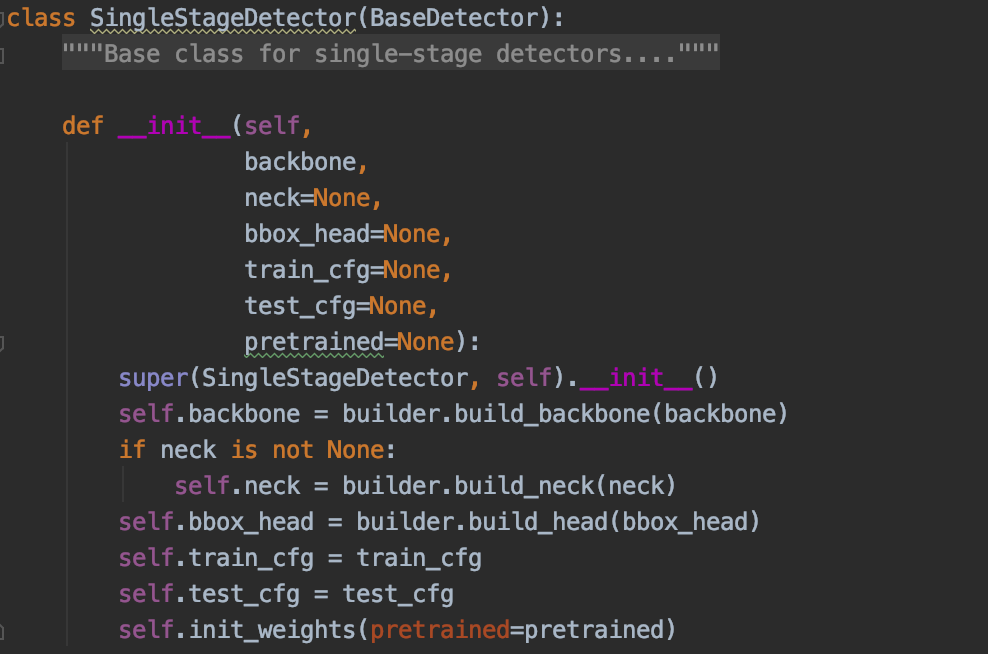 class SingleStageDetector(BaseDetector):
    """Base class for single-stage detectors...."""
    def __init__(self,
                 backbone,
                 neck=None,
                 bbox_head=None,
                 train_cfg=None,
                 test_cfg=None,
                 pretrained=None):
        super(SingleStageDetector, self).__init__()
        self.backbone = builder.build_backbone(backbone)
        if neck is not None:
            self.neck = builder.build_neck(neck)
        self.bbox_head = builder.build_head(bbox_head)
        self.train_cfg = train_cfg
        self.test_cfg = test_cfg
        self.init_weights(pretrained=pretrained)